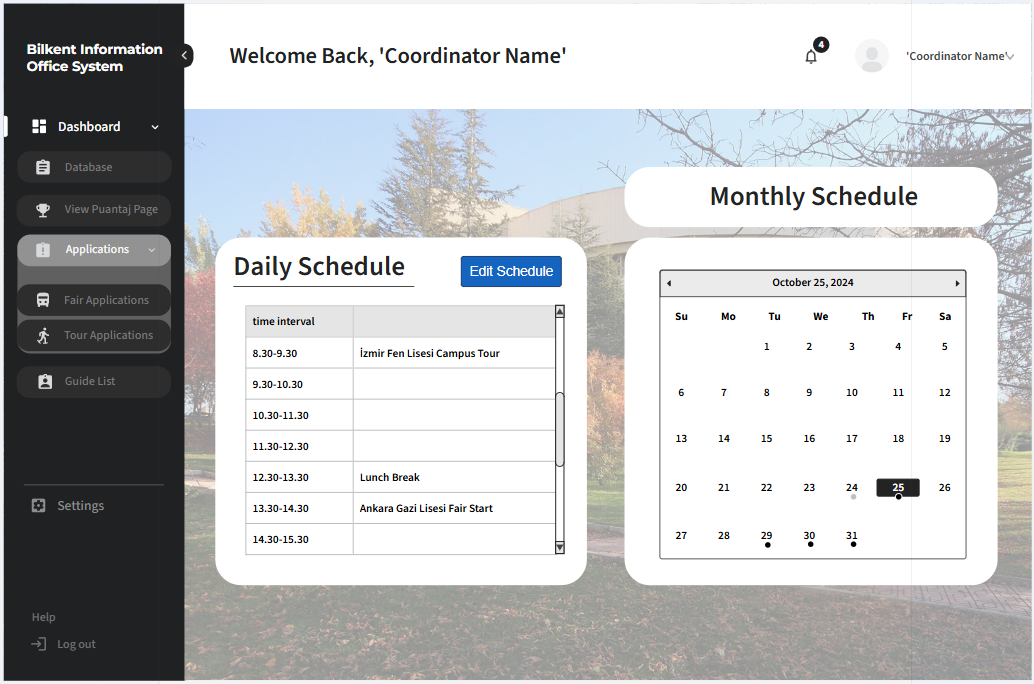 Bilkent Information
Office System
Welcome Back, 'Coordinator Name'
4
'Coordinator Name'
Dashboard
Database
View Puantaj Page
Applications
Fair Applications
Tour Applications
Guide List
Settings
Help
Log out
Daily Schedule
Edit Schedule
time interval
8.30-9.30 İzmir Fen Lisesi Campus Tour
9.30-10.30
10.30-11.30
11.30-12.30
12.30-13.30 Lunch Break
13.30-14.30 Ankara Gazi Lisesi Fair Start
14.30-15.30
Monthly Schedule
October 25, 2024
Su Mo Tu We Th Fr Sa
1 2 3 4 5
6 7 8 9 10 11 12
13 14 15 16 17 18 19
20 21 22 23 24 25 26
27 28 29 30 31